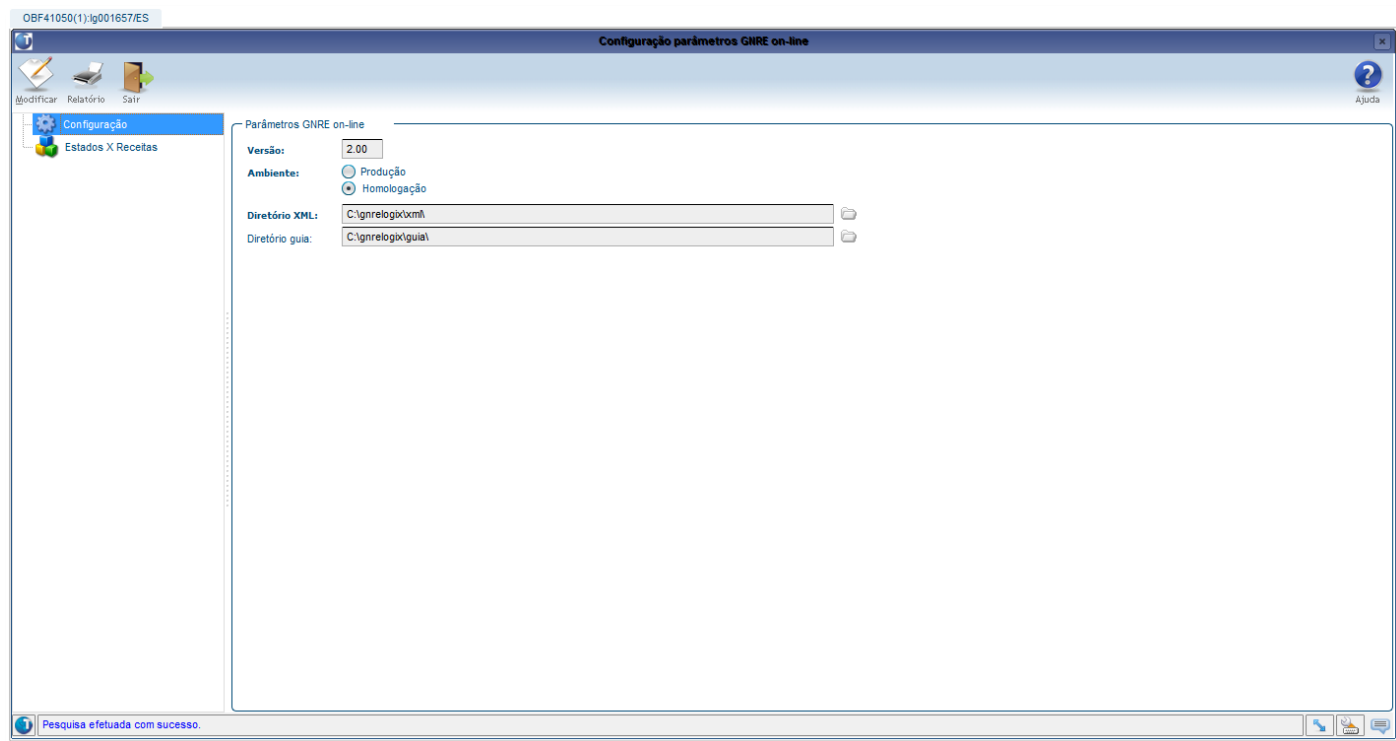 OBF41050(1):lg001657/ES
Configuração parâmetros GNRE on-line
Modificar Relatório Sair
Ajuda
Configuração
Estados X Receitas
Parâmetros GNRE on-line
Versão: 2.00
Ambiente: Produção
Homologação
Diretório XML: C:\gnrelogix\xml\
Diretório guia: C:\gnrelogix\guia\
Pesquisa efetuada com sucesso.